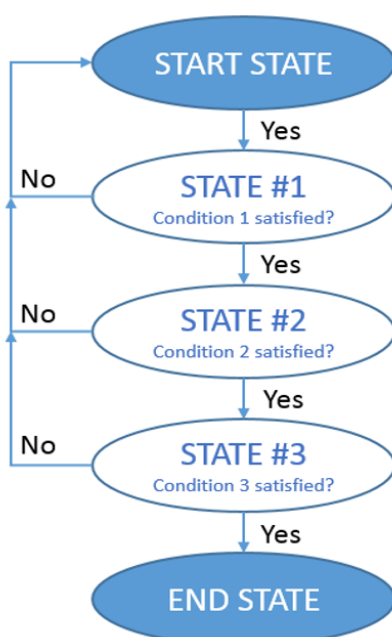 START STATE
Yes
No
STATE #1
Condition 1 satisfied?
Yes
No
STATE #2
Condition 2 satisfied?
Yes
No
STATE #3
Condition 3 satisfied?
Yes
END STATE